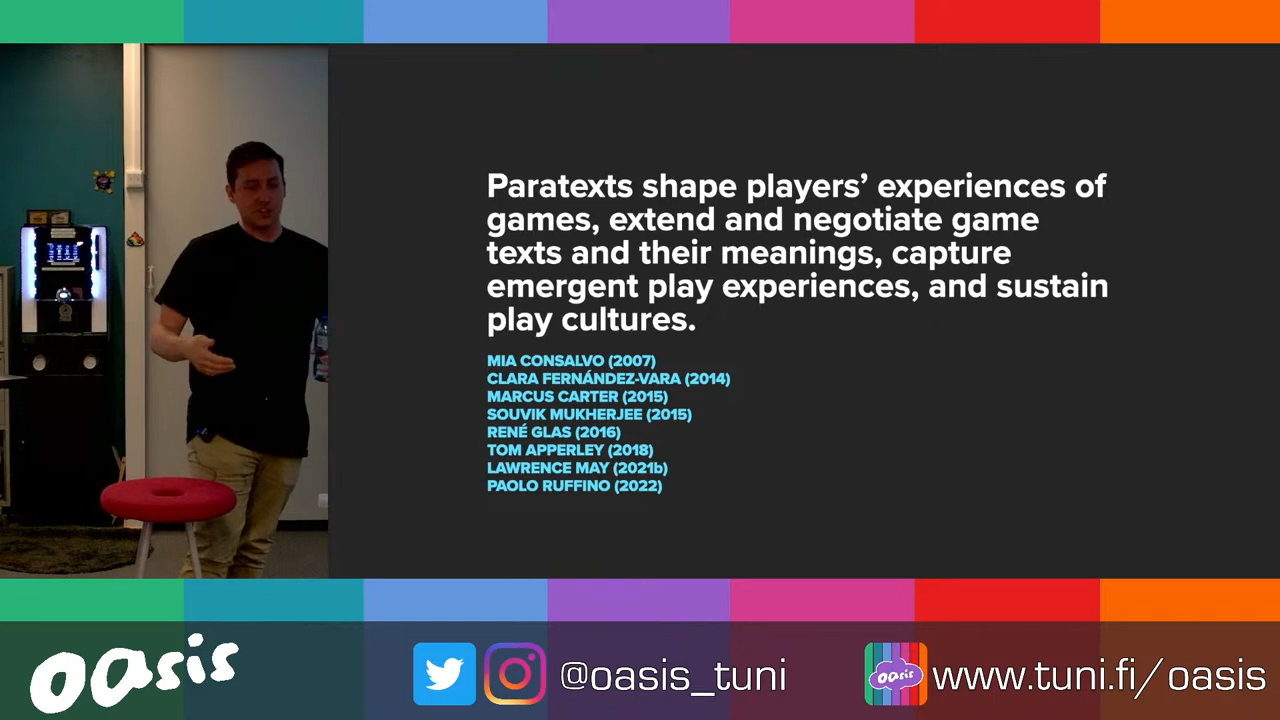 Paratexts shape players’ experiences of
games, extend and negotiate game
texts and their meanings, capture
emergent play experiences, and sustain
play cultures.
MIA CONSALVO (2007)
CLARA FERNÁNDEZ-VARA (2014)
MARCUS CARTER (2015)
SOUVIK MUKHERJEE (2015)
RENÉ GLAS (2016)
TOM APPERLEY (2018)
LAWRENCE MAY (2021b)
PAOLO RUFFINO (2022)
oasis
@oasis_tuni
oasis
www.tuni.fi/oasis